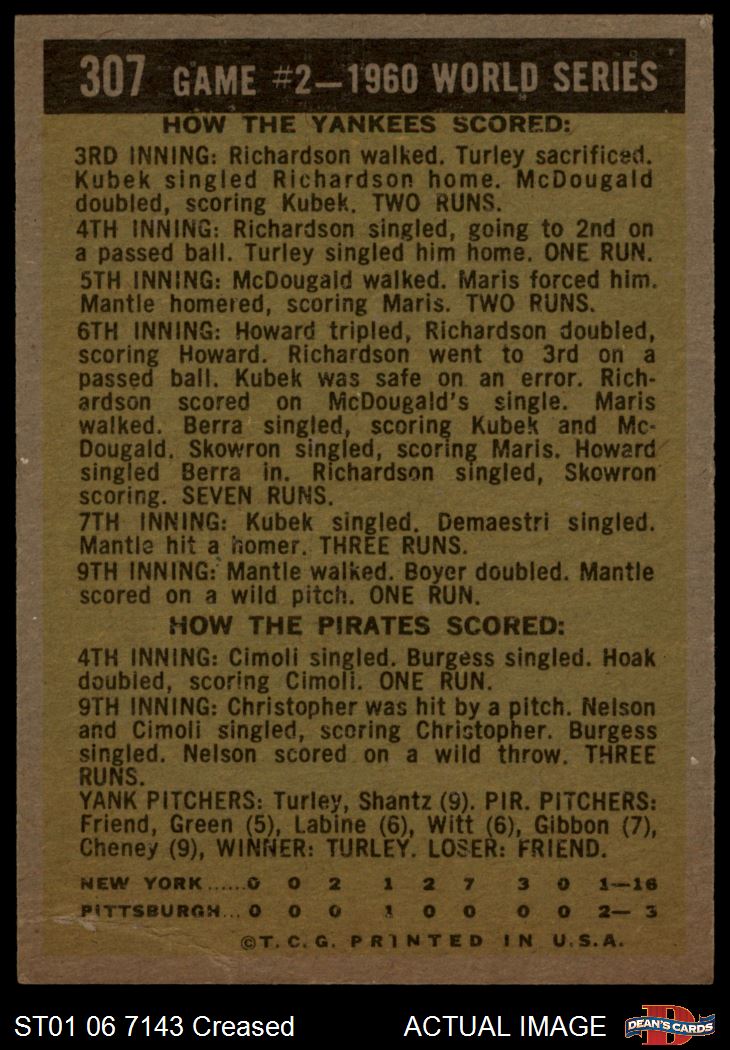 307 GAME #2—1960 WORLD SERIES
HOW THE YANKEES SCORED:
3RD INNING: Richardson walked. Turley sacrificed.
Kubek singled Richardson home. McDougald
doubled, scoring Kubek. TWO RUNS.
4TH INNING: Richardson singled, going to 2nd on
a passed ball. Turley singled him home. ONE RUN.
5TH INNING: McDougald walked. Maris forced him.
Mantle homered, scoring Maris. TWO RUNS.
6TH INNING: Howard tripled, Richardson doubled,
scoring Howard. Richardson went to 3rd on a
passed ball. Kubek was safe on an error. Rich-
ardson scored on McDougald's single. Maris
walked. Berra singled, scoring Kubek and Mc-
Dougald. Skowron singled, scoring Maris. Howard
singled Berra in. Richardson singled, Skowron
scoring. SEVEN RUNS.
7TH INNING: Kubek singled. Demaestri singled.
Mantle hit a homer. THREE RUNS.
9TH INNING: Mantle walked. Boyer doubled. Mantle
scored on a wild pitch. ONE RUN.
HOW THE PIRATES SCORED:
4TH INNING: Cimoli singled. Burgess singled. Hoak
doubled, scoring Cimoli. ONE RUN.
9TH INNING: Christopher was hit by a pitch. Nelson
and Cimoli singled, scoring Christopher. Burgess
singled. Nelson scored on a wild throw. THREE
RUNS.
YANK PITCHERS: Turley, Shantz (9). PIR. PITCHERS:
Friend, Green (5), Labine (6), Witt (6), Gibbon (7),
Cheney (9), WINNER: TURLEY. LOSER: FRIEND.
NEW YORK......0 0 2 1 2 7 3 0 1—16
PITTSBURGH...0 0 0 1 0 0 0 0 2— 3
©T.C.G. PRINTED IN U.S.A.
ST01 06 7143 Creased ACTUAL IMAGE DEAN'S CARDS